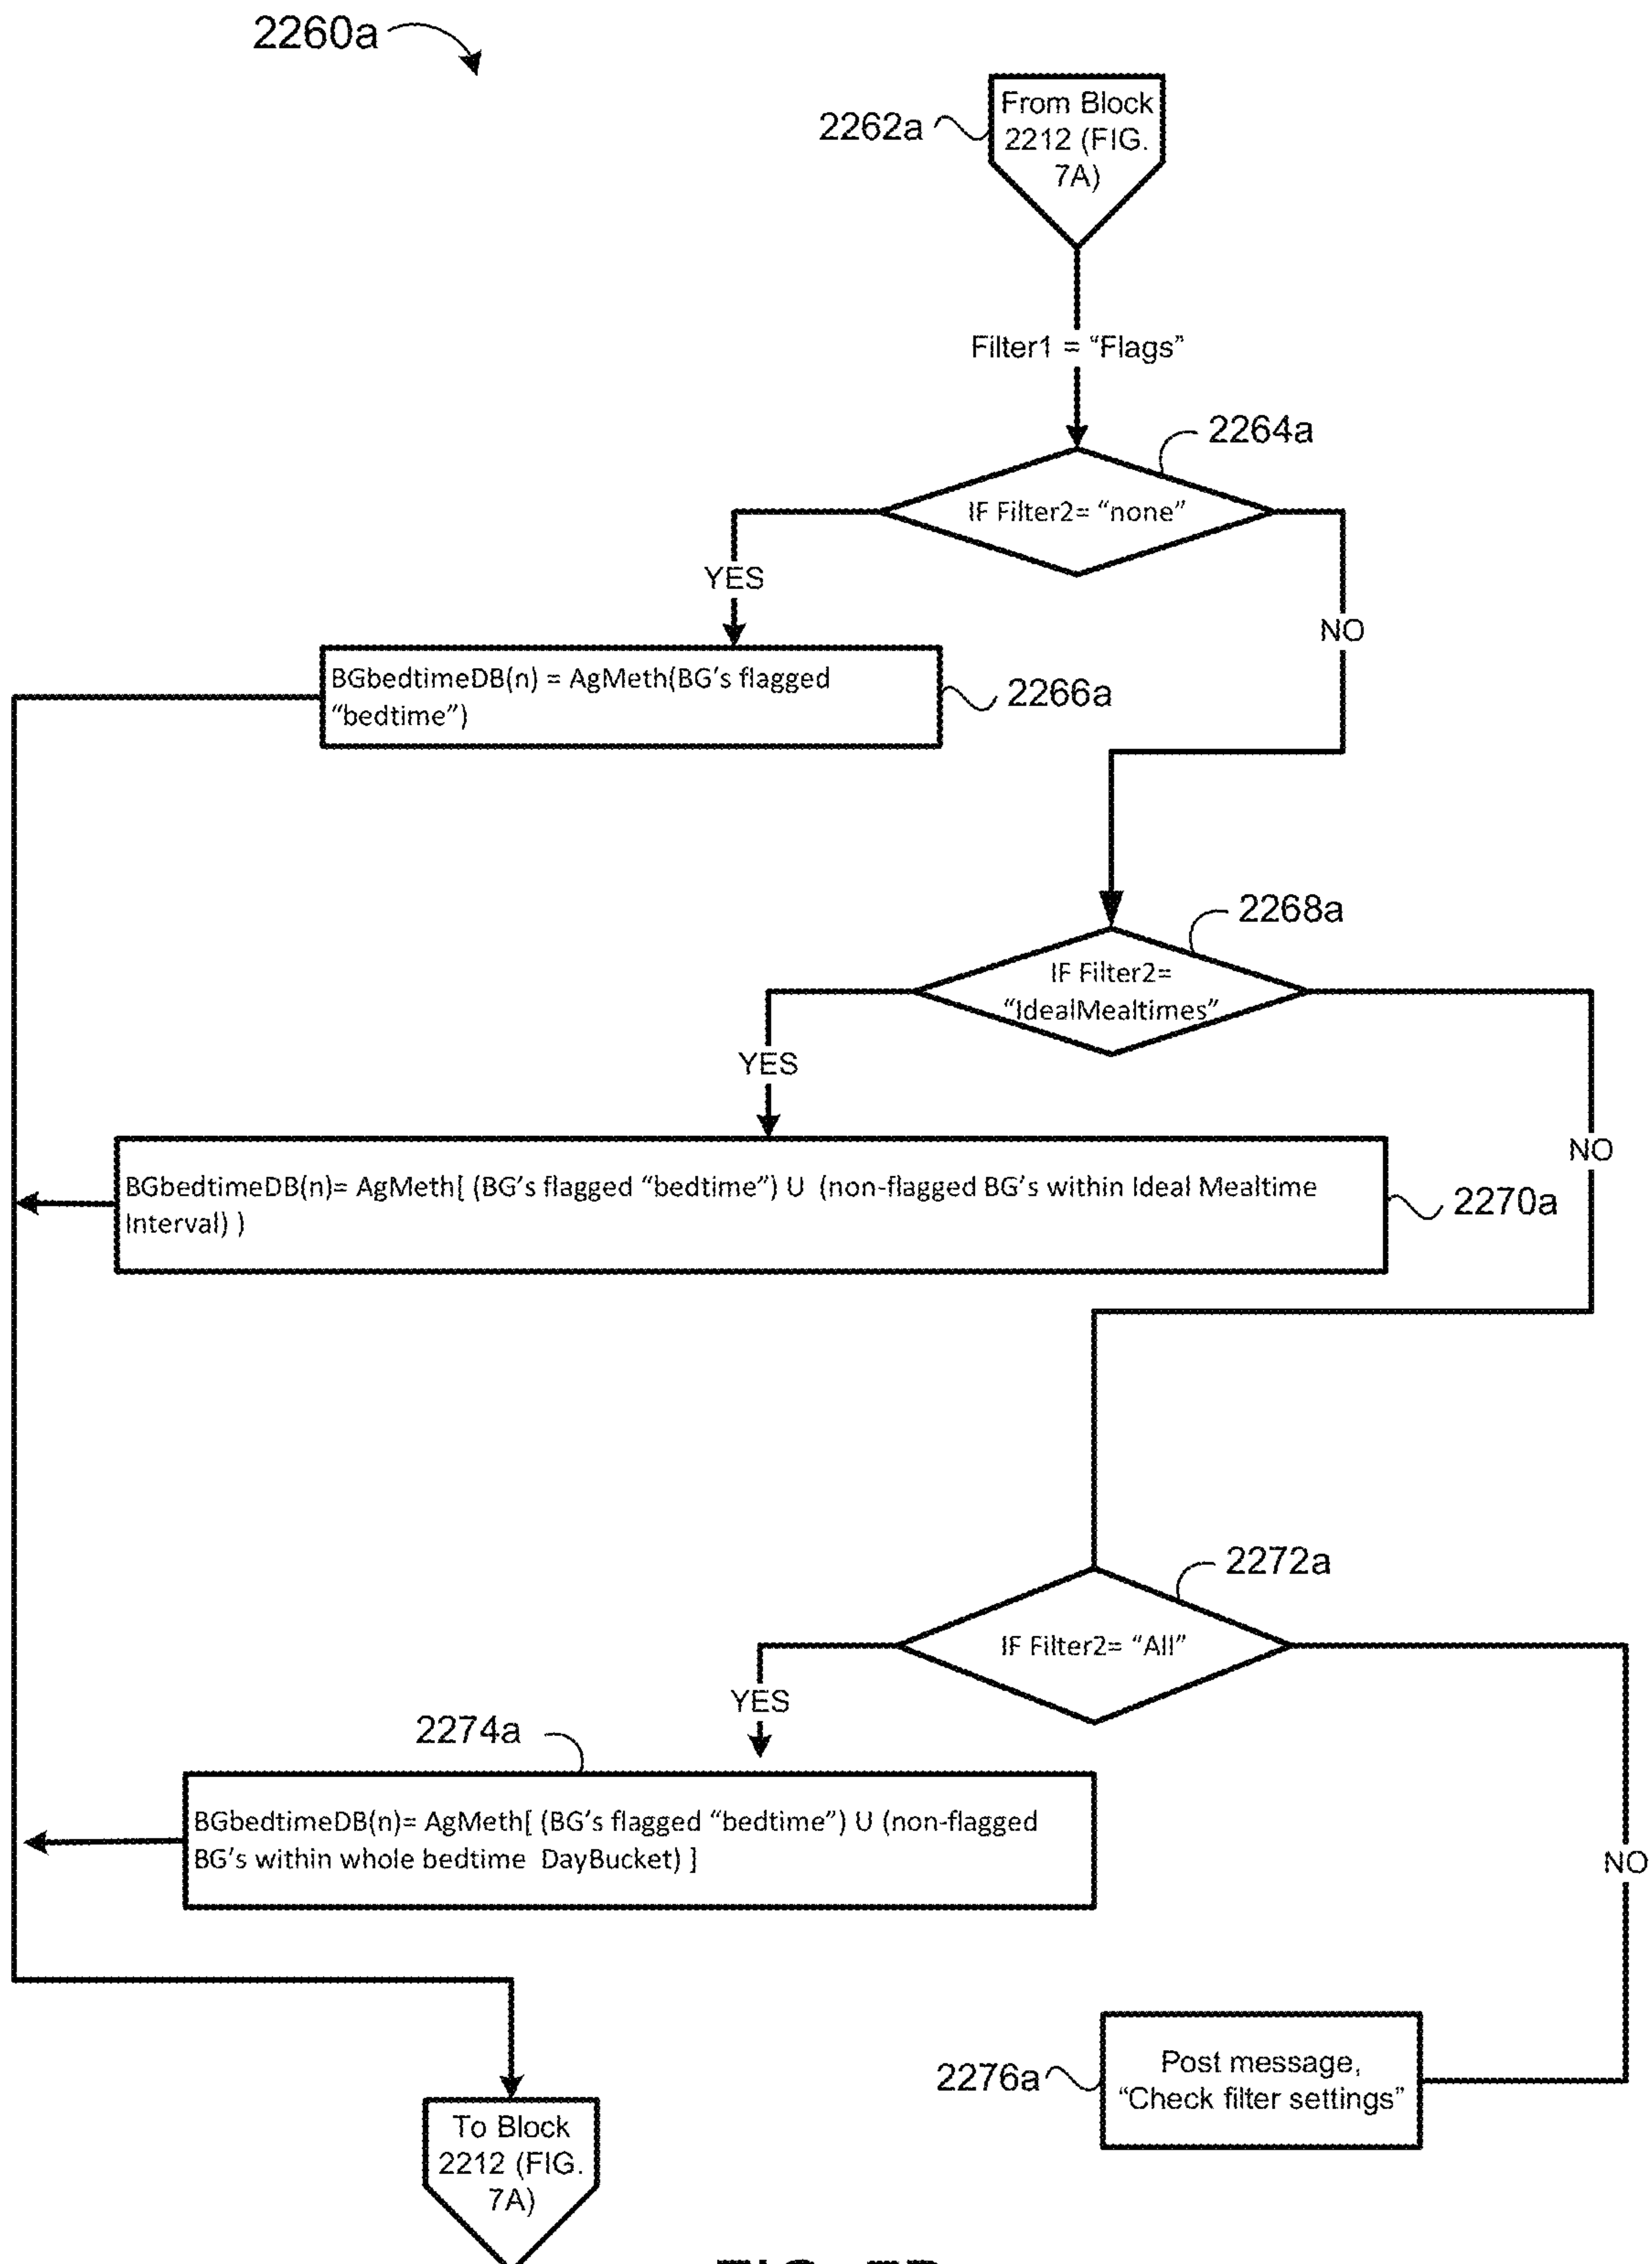 2260a
2262a
From Block
2212 (FIG.
7A)
Filter1 = “Flags”
2264a
IF Filter2= “none”
YES
NO
BGbedtimeDB(n) = AgMeth(BG’s flagged
“bedtime”)
2266a
2268a
IF Filter2=
“IdealMealtimes”
YES
NO
BGbedtimeDB(n)= AgMeth[ (BG’s flagged “bedtime”) U (non-flagged BG’s within Ideal Mealtime
Interval) )
2270a
2272a
IF Filter2= “All”
YES
2274a
BGbedtimeDB(n)= AgMeth[ (BG’s flagged “bedtime”) U (non-flagged
BG’s within whole bedtime DayBucket) ]
NO
2276a
Post message,
“Check filter settings”
To Block
2212 (FIG.
7A)